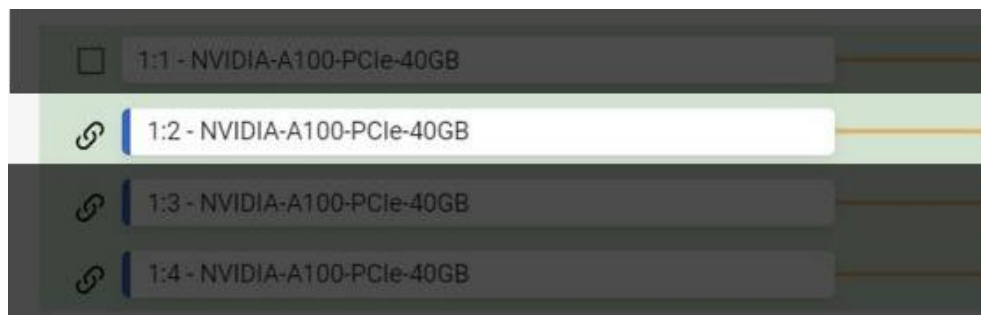 1:1 - NVIDIA-A100-PCIe-40GB
1:2 - NVIDIA-A100-PCIe-40GB
1:3 - NVIDIA-A100-PCIe-40GB
1:4 - NVIDIA-A100-PCIe-40GB